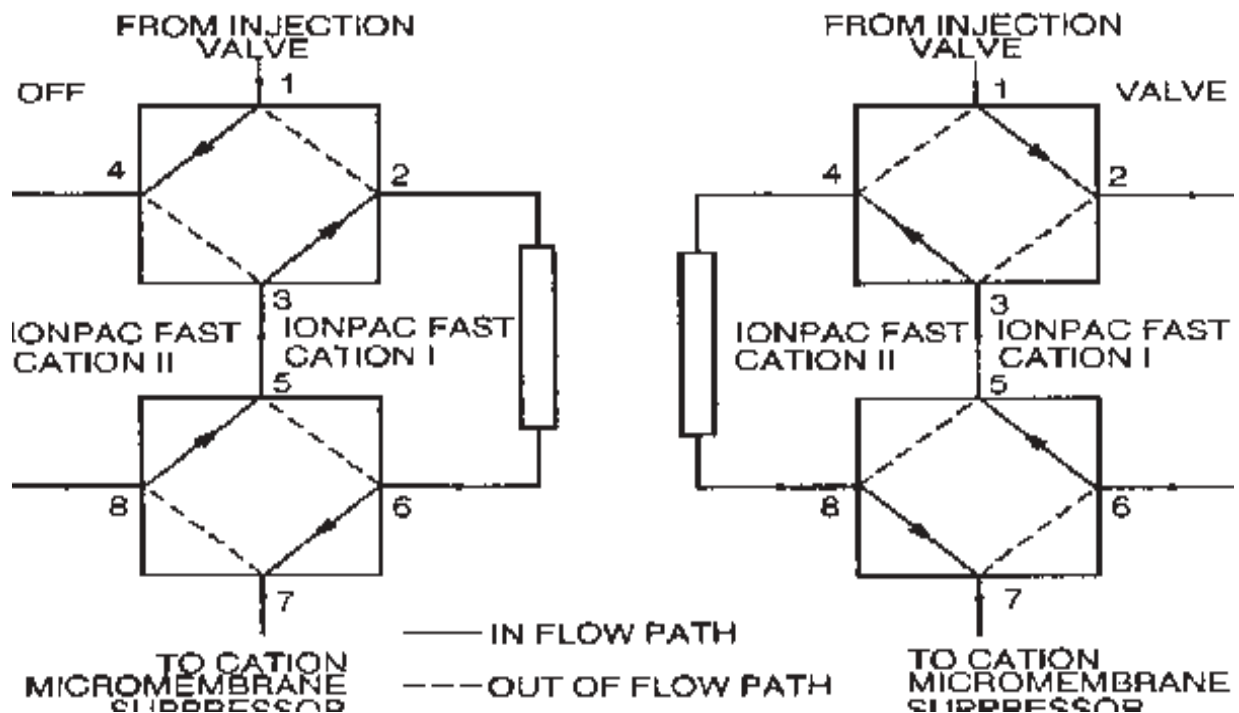 FROM INJECTION
VALVE
OFF
1
4
2
3
IONPAC FAST
CATION II
IONPAC FAST
CATION I
5
8
6
7
TO CATION
MICROMEMBRANE
SUPPRESSOR
FROM INJECTION
VALVE
VALVE
1
4
2
3
IONPAC FAST
CATION II
IONPAC FAST
CATION I
5
8
6
7
TO CATION
MICROMEMBRANE
SUPPRESSOR
IN FLOW PATH
OUT OF FLOW PATH